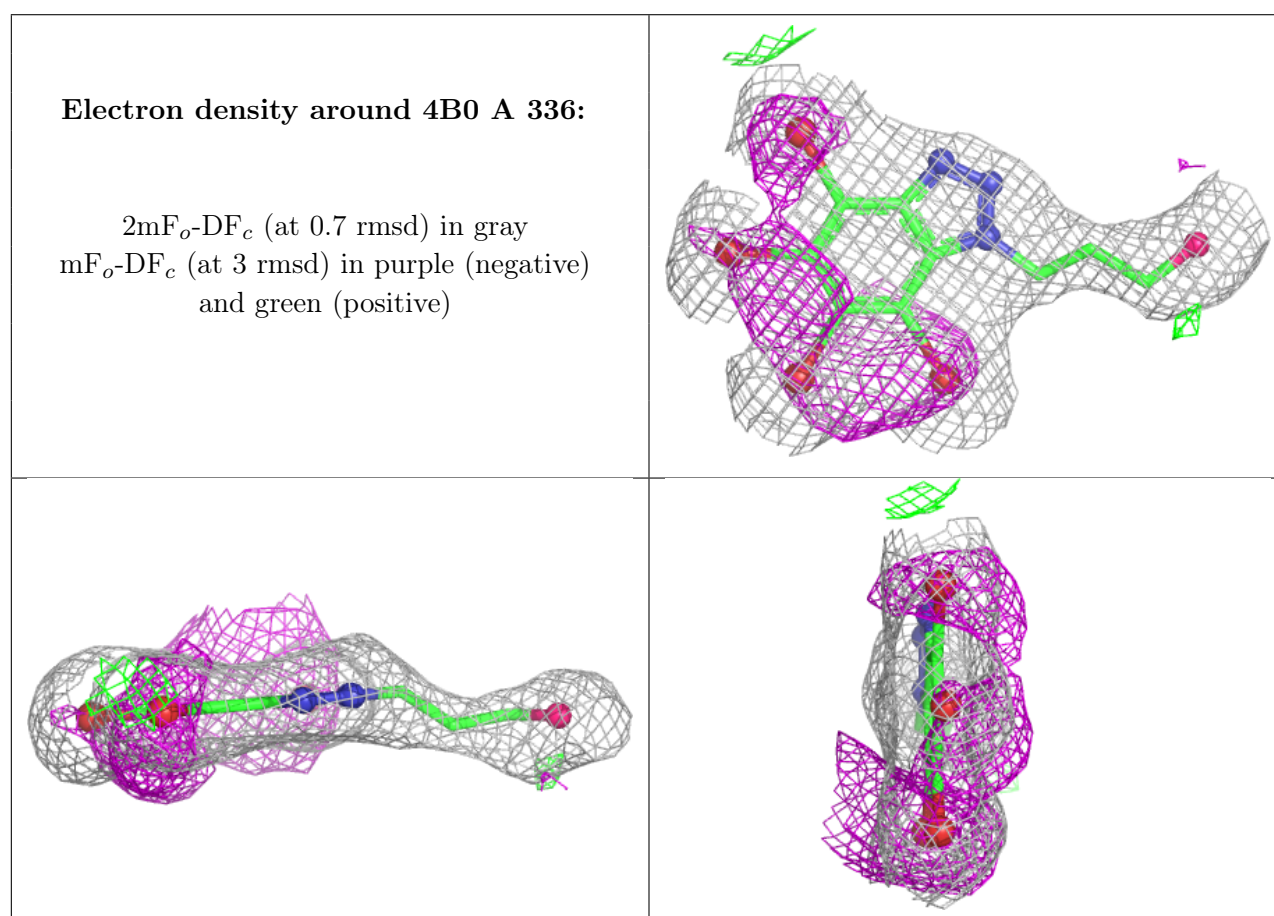 Electron density around 4B0 A 336:
2mFo-DFc (at 0.7 rmsd) in gray
mFo-DFc (at 3 rmsd) in purple (negative)
and green (positive)